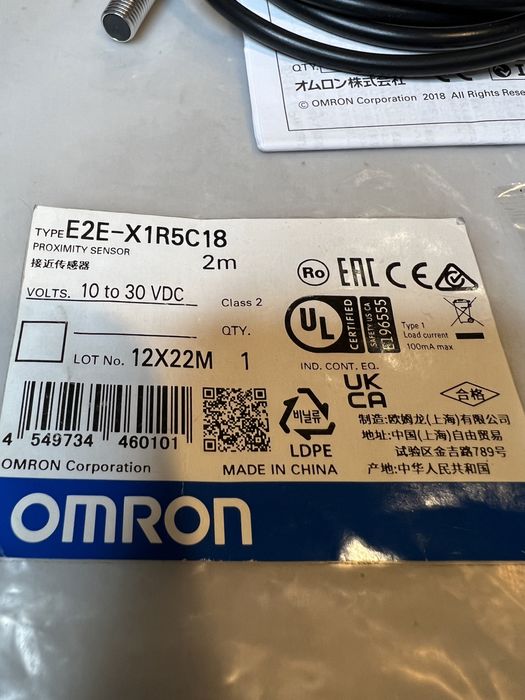 QTY.
オムロン株式会社
© OMRON Corporation 2018 All Rights Rese
TYPE E2E-X1R5C18
PROXIMITY SENSOR
接近传感器 2m
VOLTS. 10 to 30 VDC Class 2
QTY.
LOT No. 12X22M 1
Ro EAC CE
UL CERTIFIED SAFETY US CA E196555
IND. CONT. EQ.
Type 1
Load current
100mA max
UK
CA
合格
4 549734 460101
비닐류
LDPE
制造: 欧姆龙(上海)有限公司
地址: 中国(上海)自由贸易
试验区金吉路789号
产地: 中华人民共和国
OMRON Corporation
MADE IN CHINA
OMRON